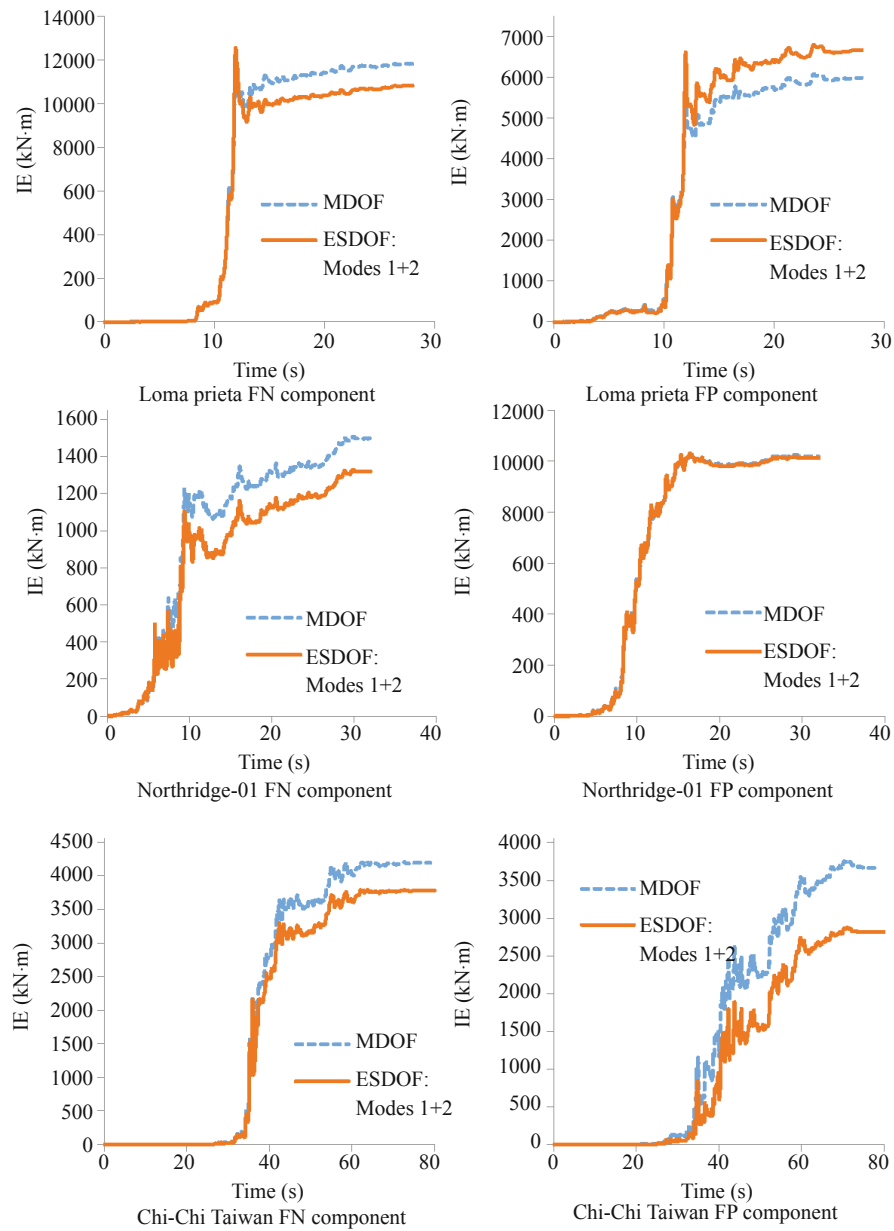 14000
12000
10000
8000
600
400
200
0
IE (kN·m)
MDOF
ESDOF:
Modes 1+2
0
10
20
30
Time (s)
Loma prieta FN component
7000
6000
5000
4000
3000
2000
1000
0
IE (kN·m)
MDOF
ESDOF:
Modes 1+2
0
10
20
30
Time (s)
Loma prieta FP component
1600
1400
1200
1000
800
600
400
200
0
IE (kN·m)
MDOF
ESDOF:
Modes 1+2
0
10
20
30
40
Time (s)
Northridge-01 FN component
12000
10000
8000
6000
4000
2000
0
IE (kN·m)
MDOF
ESDOF:
Modes 1+2
0
10
20
30
40
Time (s)
Northridge-01 FP component
4500
4000
3500
3000
2500
2000
1500
1000
500
0
IE (kN·m)
MDOF
ESDOF:
Modes 1+2
0
20
40
60
80
Time (s)
Chi-Chi Taiwan FN component
4000
3500
3000
2500
2000
1500
1000
500
0
IE (kN·m)
MDOF
ESDOF:
Modes 1+2
0
20
40
60
80
Time (s)
Chi-Chi Taiwan FP component